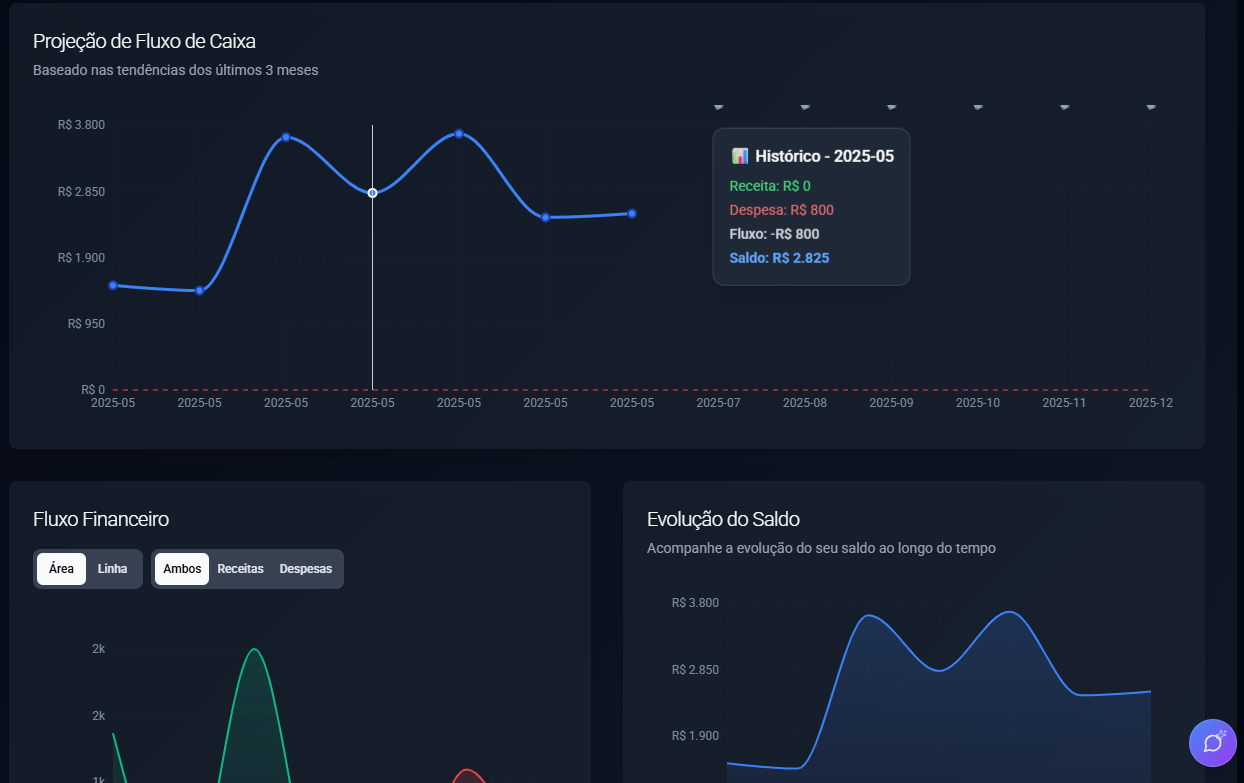 Projeção de Fluxo de Caixa
Baseado nas tendências dos últimos 3 meses
R$ 3.800
R$ 2.850
R$ 1.900
R$ 950
R$ 0
Histórico - 2025-05
Receita: R$ 0
Despesa: R$ 800
Fluxo: -R$ 800
Saldo: R$ 2.825
2025-05 2025-05 2025-05 2025-05 2025-05 2025-05 2025-05 2025-07 2025-08 2025-09 2025-10 2025-11 2025-12
Fluxo Financeiro
Área Linha Ambos Receitas Despesas
2k
2k
1k
Evolução do Saldo
Acompanhe a evolução do seu saldo ao longo do tempo
R$ 3.800
R$ 2.850
R$ 1.900